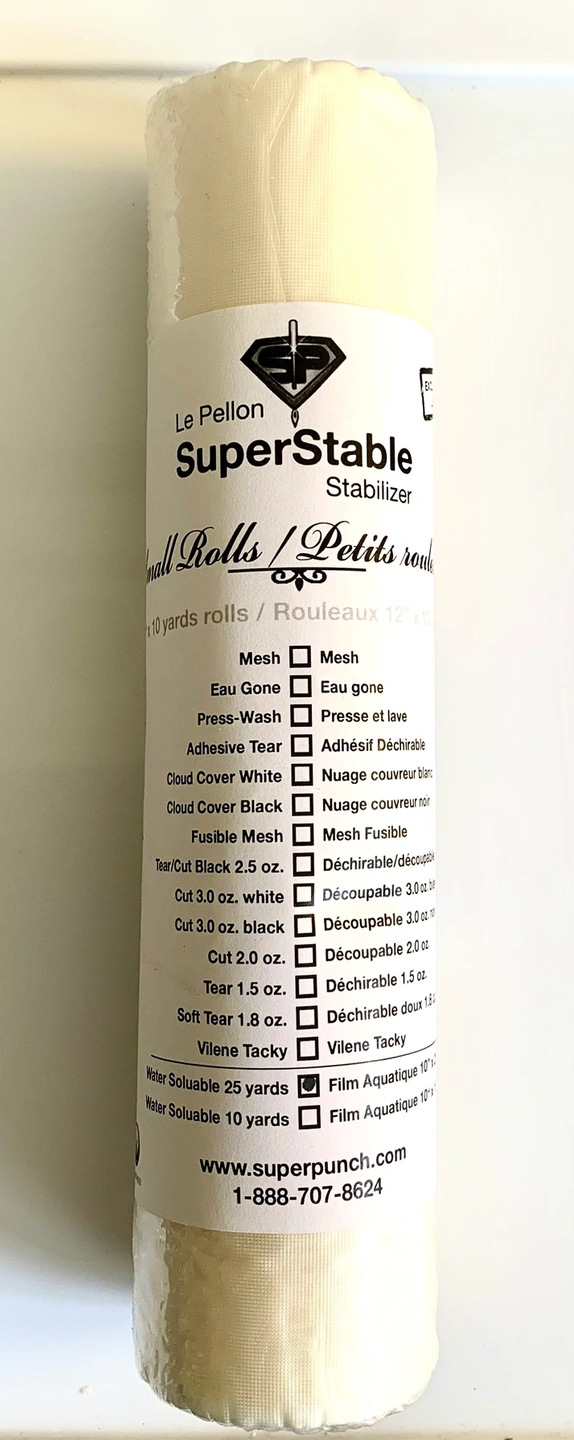 SP
Le Pellon
SuperStable
Stabilizer
Rolls / Petits
x 10 yards rolls / Rouleaux 12" x
Mesh Mesh
Eau Gone Eau gone
Press-Wash Presse et lave
Adhesive Tear Adhésif Déchirable
Cloud Cover White Nuage couvreur blanc
Cloud Cover Black Nuage couvreur noir
Fusible Mesh Mesh Fusible
Tear/Cut Black 2.5 oz. Déchirable/découpable
Cut 3.0 oz. white Découpable 3.0 oz.
Cut 3.0 oz. black Découpable 3.0 oz.
Cut 2.0 oz. Découpable 2.0 oz.
Tear 1.5 oz. Déchirable 1.5 oz.
Soft Tear 1.8 oz. Déchirable doux 1.8
Vilene Tacky Vilene Tacky
Water Soluable 25 yards Film Aquatique 10" x
Water Soluable 10 yards Film Aquatique 10" x
www.superpunch.com
1-888-707-8624